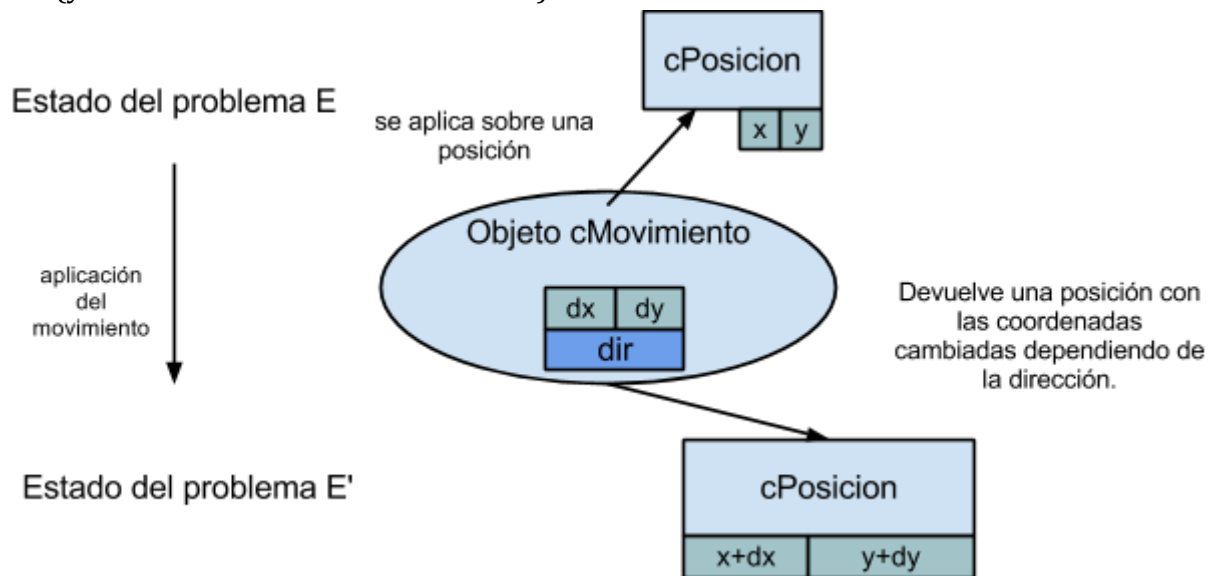 cPosicion
x y
Estado del problema E
se aplica sobre una
posición
Objeto cMovimiento
dx dy
dir
aplicación
del
movimiento
Devuelve una posición con
las coordenadas
cambiadas dependiendo de
la dirección.
Estado del problema E'
cPosicion
x+dx y+dy